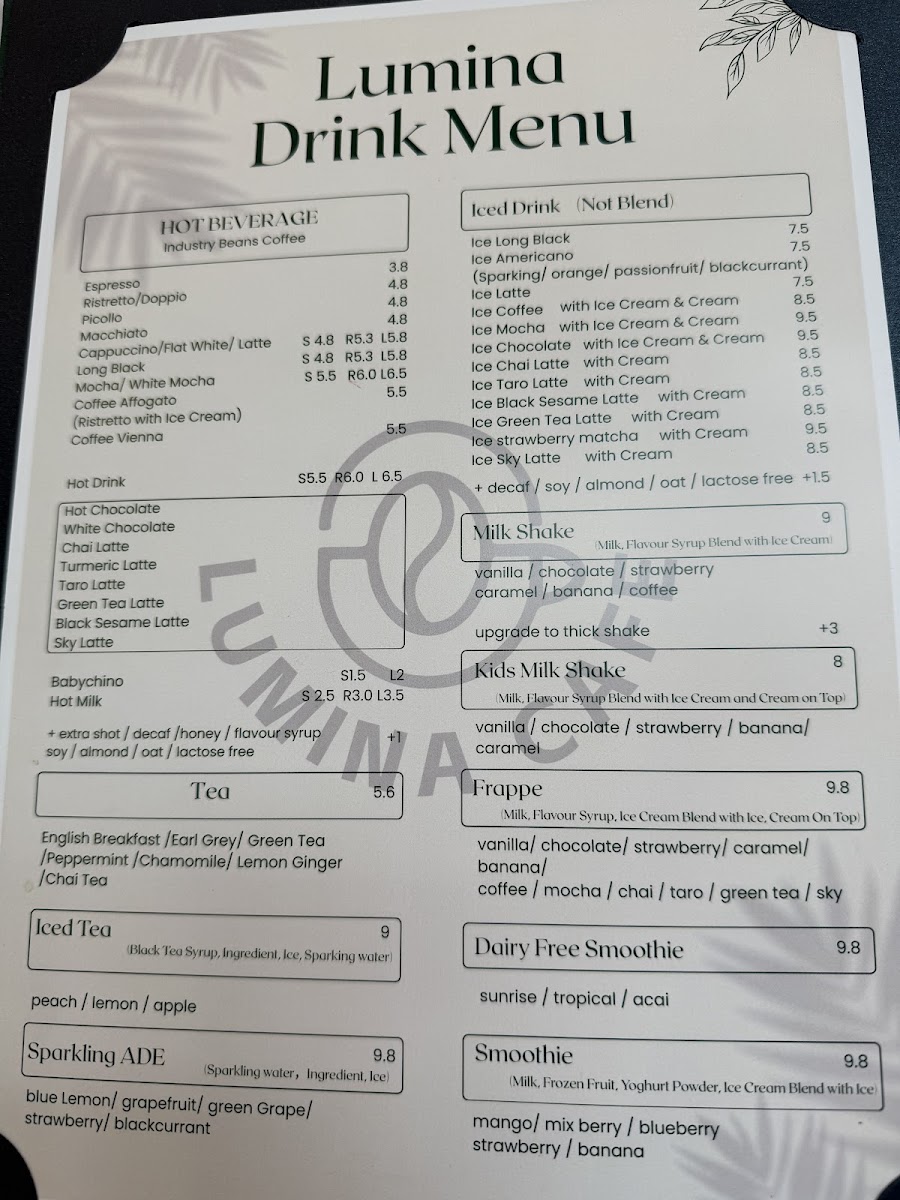 Lumina
Drink Menu
HOT BEVERAGE
Industry Beans Coffee
Espresso 3.8
Ristretto/Doppio 4.8
Picollo 4.8
Macchiato 4.8
Cappuccino/Flat White/ Latte S 4.8 R5.3 L5.8
Long Black S 4.8 R5.3 L5.8
Mocha/ White Mocha S 5.5 R6.0 L6.5
Coffee Affogato 5.5
(Ristretto with Ice Cream)
Coffee Vienna 5.5
Hot Drink S5.5 R6.0 L 6.5
Hot Chocolate
White Chocolate
Chai Latte
Turmeric Latte
Taro Latte
Green Tea Latte
Black Sesame Latte
Sky Latte
Babychino S1.5 L2
Hot Milk S 2.5 R3.0 L3.5
+ extra shot / decaf /honey / flavour syrup +1
soy / almond / oat / lactose free
Tea 5.6
English Breakfast /Earl Grey/ Green Tea
/Peppermint /Chamomile/ Lemon Ginger
/Chai Tea
Iced Tea 9
(Black Tea Syrup, Ingredient, Ice, Sparking water)
peach / lemon / apple
Sparkling ADE 9.8
(Sparkling water, Ingredient, Ice)
blue Lemon/ grapefruit/ green Grape/
strawberry/ blackcurrant
Iced Drink (Not Blend)
Ice Long Black 7.5
Ice Americano 7.5
(Sparking/ orange/ passionfruit/ blackcurrant)
Ice Latte 7.5
Ice Coffee with Ice Cream & Cream 8.5
Ice Mocha with Ice Cream & Cream 9.5
Ice Chocolate with Ice Cream & Cream 9.5
Ice Chai Latte with Cream 8.5
Ice Taro Latte with Cream 8.5
Ice Black Sesame Latte with Cream 8.5
Ice Green Tea Latte with Cream 8.5
Ice strawberry matcha with Cream 9.5
Ice Sky Latte with Cream 8.5
+ decaf / soy / almond / oat / lactose free +1.5
Milk Shake 9
(Milk, Flavour Syrup Blend with Ice Cream)
vanilla / chocolate / strawberry
caramel / banana / coffee
upgrade to thick shake +3
Kids Milk Shake 8
(Milk, Flavour Syrup Blend with Ice Cream and Cream on Top)
vanilla / chocolate / strawberry / banana/
caramel
Frappe 9.8
(Milk, Flavour Syrup, Ice Cream Blend with Ice, Cream On Top)
vanilla/ chocolate/ strawberry/ caramel/
banana/
coffee / mocha / chai / taro / green tea / sky
Dairy Free Smoothie 9.8
sunrise / tropical / acai
Smoothie 9.8
(Milk, Frozen Fruit, Yoghurt Powder, Ice Cream Blend with Ice)
mango/ mix berry / blueberry
strawberry / banana
LUMINA CAFE